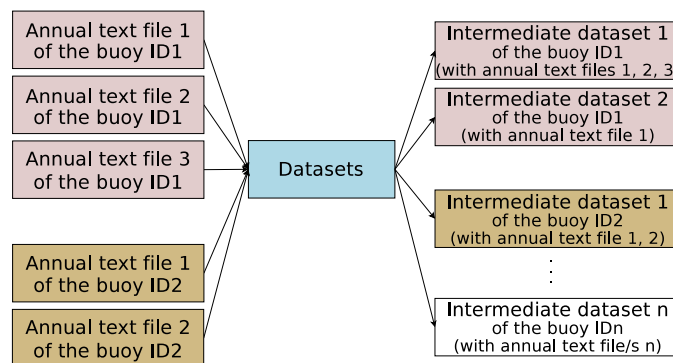 Annual text file 1
of the buoy ID1
Annual text file 2
of the buoy ID1
Annual text file 3
of the buoy ID1
Annual text file 1
of the buoy ID2
Annual text file 2
of the buoy ID2
Datasets
Intermediate dataset 1
of the buoy ID1
(with annual text files 1, 2, 3
Intermediate dataset 2
of the buoy ID1
(with annual text file 1)
Intermediate dataset 1
of the buoy ID2
(with annual text file 1, 2)
Intermediate dataset n
of the buoy IDn
(with annual text file/s n)